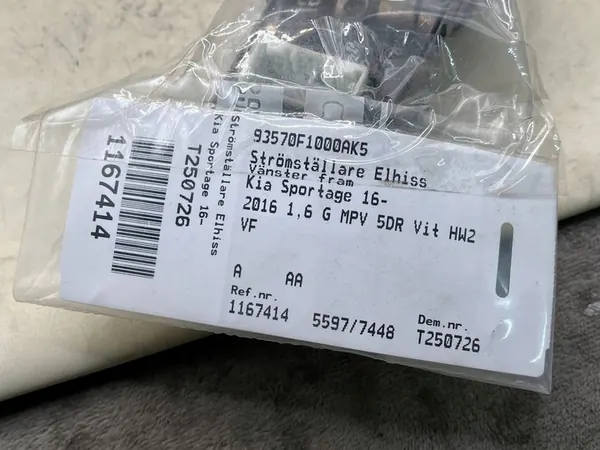 93570F1000AK5
Strömställare Elhiss
Vänster fram
Kia Sportage 16-
2016 1,6 G MPV 5DR Vit HW2
VF
A AA
Ref.nr. Dem.nr.
1167414 5597/7448 T250726
Strömställare Elhiss
Kia Sportage 16-
T250726
1167414